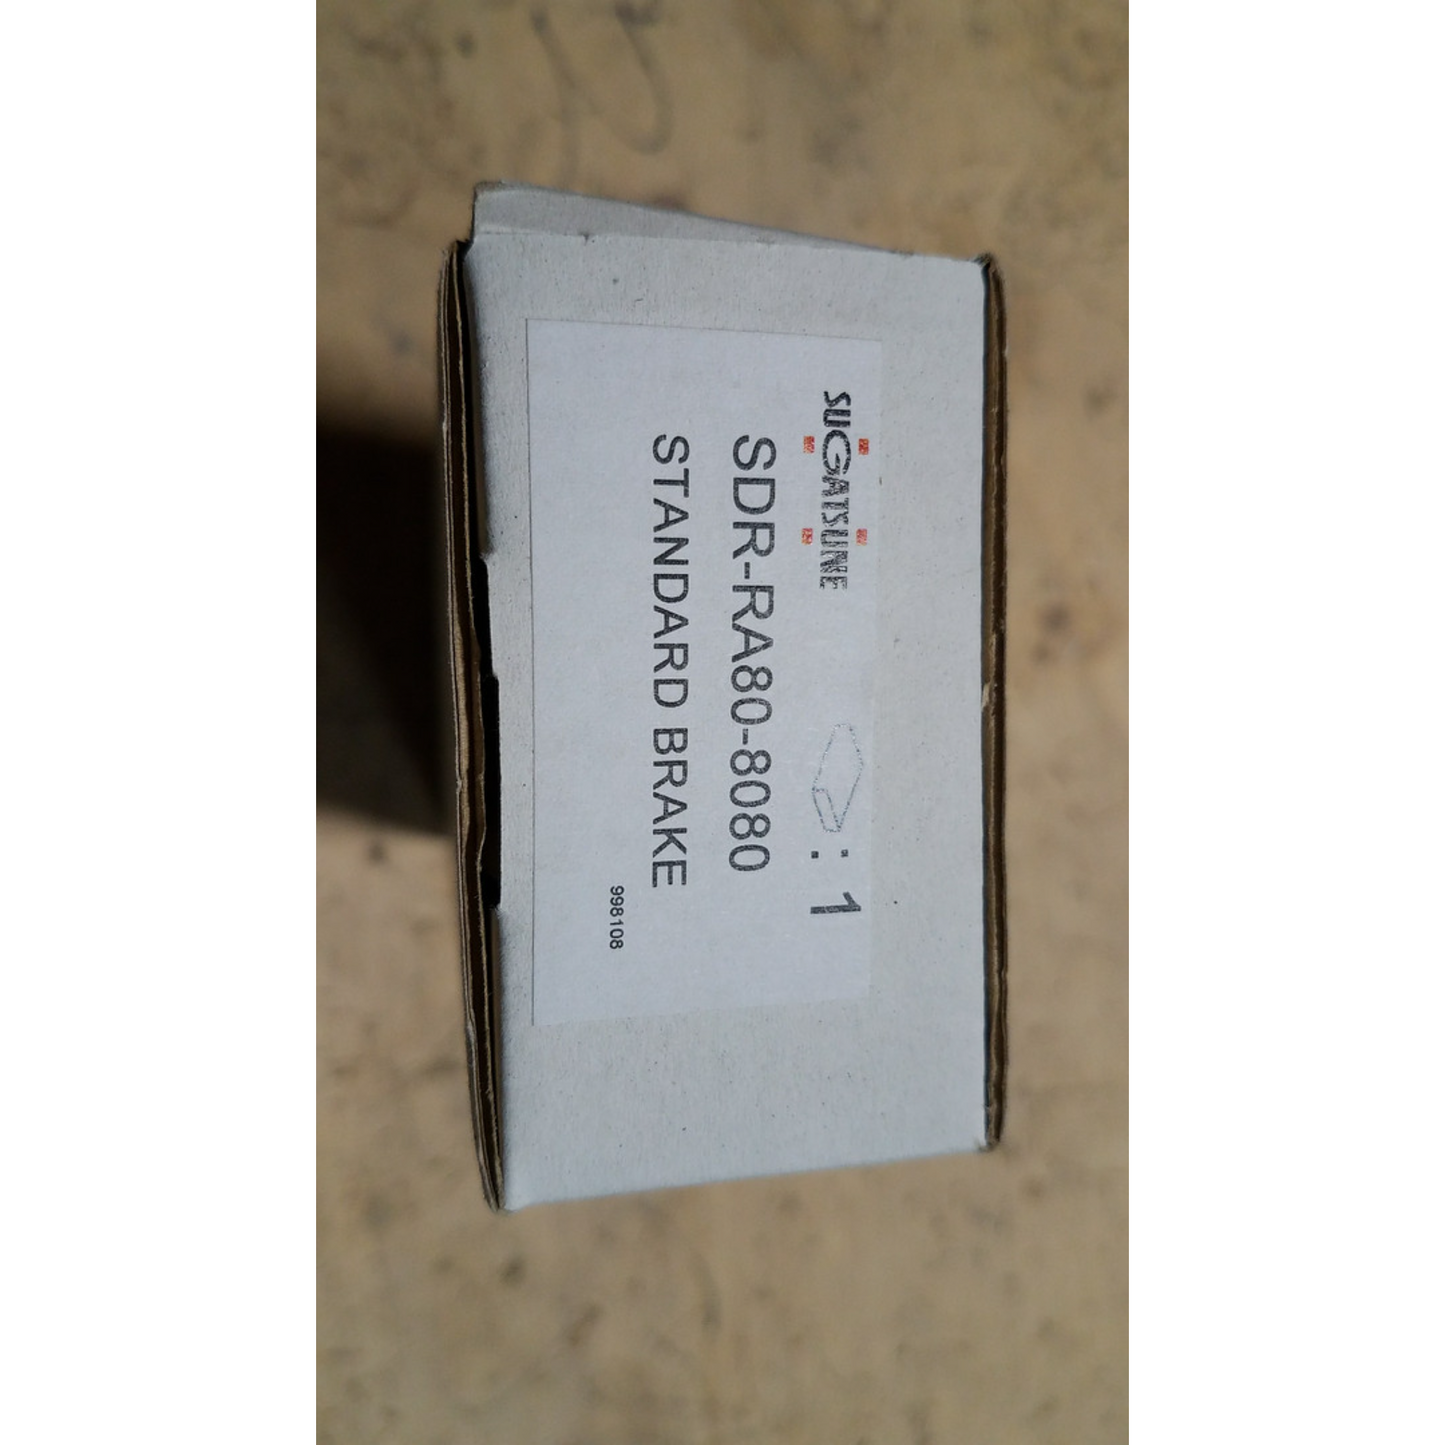 SUGATSUNE
: 1
SDR-RA80-8080
STANDARD BRAKE
998108